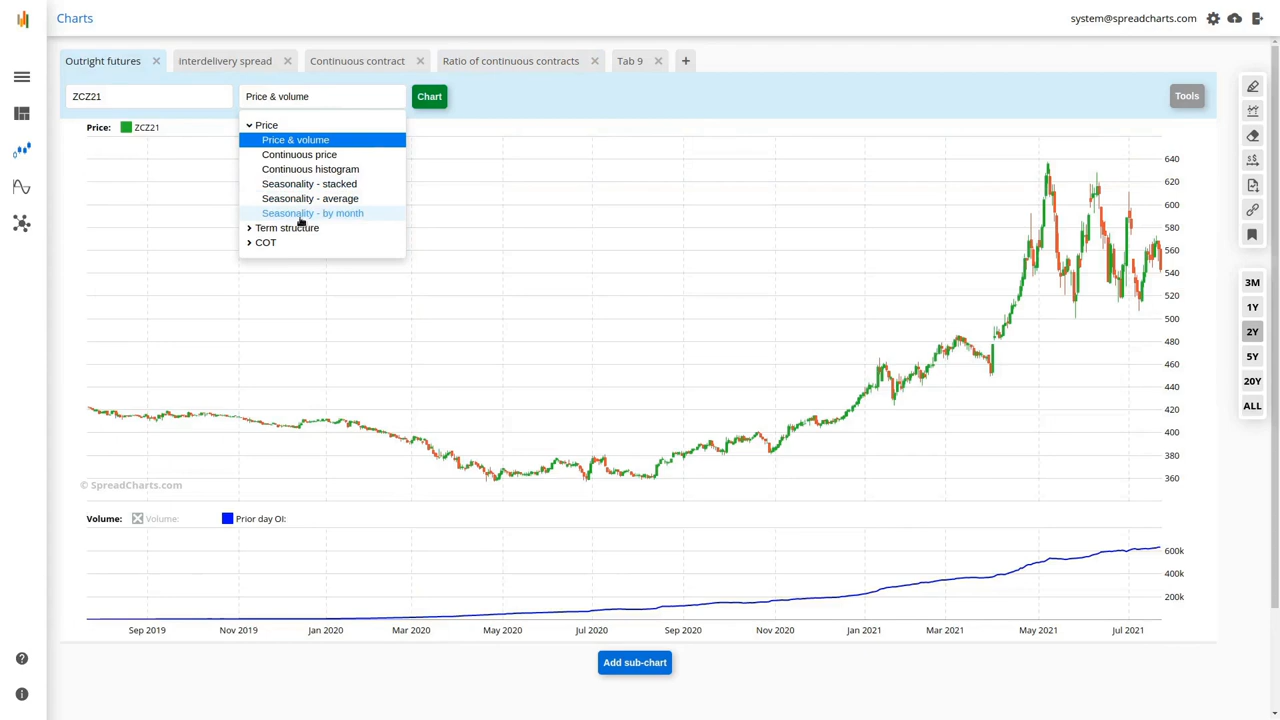 Charts
system@spreadcharts.com
Outright futures
Interdelivery spread
Continuous contract
Ratio of continuous contracts
Tab 9
+
ZCZ21
Price & volume
Chart
Tools
Price
Price & volume
Continuous price
Continuous histogram
Seasonality - stacked
Seasonality - average
Seasonality - by month
Term structure
COT
Price:
ZCZ21
640
620
600
580
560
540
520
500
480
460
440
420
400
380
360
© SpreadCharts.com
Volume:
Volume:
Prior day OI:
600k
400k
200k
Sep 2019
Nov 2019
Jan 2020
Mar 2020
May 2020
Jul 2020
Sep 2020
Nov 2020
Jan 2021
Mar 2021
May 2021
Jul 2021
Add sub-chart
3M
1Y
2Y
5Y
20Y
ALL